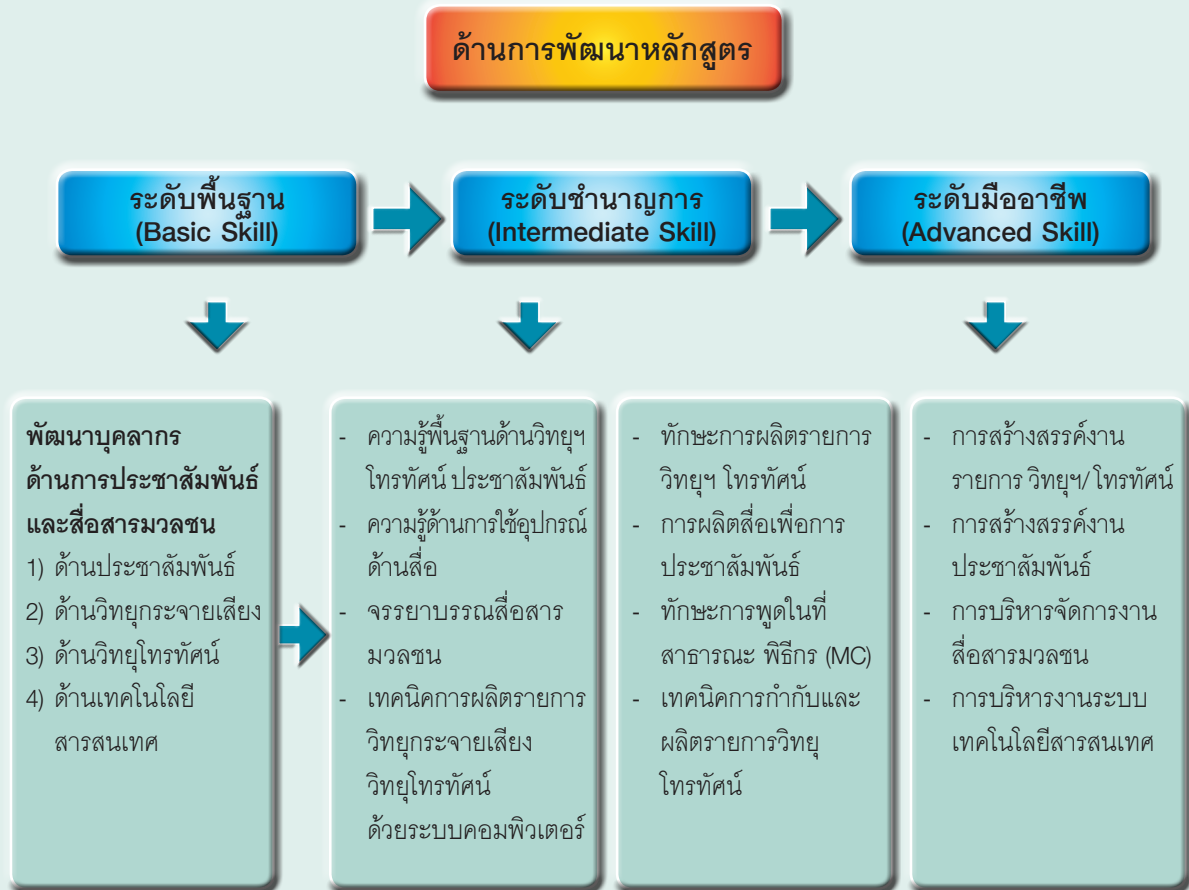 ด้านการพัฒนาหลักสูตร
ระดับพื้นฐาน
(Basic Skill)
ระดับชำนาญการ
(Intermediate Skill)
ระดับมืออาชีพ
(Advanced Skill)
พัฒนาบุคลากร
ด้านการประชาสัมพันธ์
และสื่อสารมวลชน
1) ด้านประชาสัมพันธ์
2) ด้านวิทยุกระจายเสียง
3) ด้านวิทยุโทรทัศน์
4) ด้านเทคโนโลยี
สารสนเทศ
- ความรู้พื้นฐานด้านวิทยุฯ
โทรทัศน์ ประชาสัมพันธ์
- ความรู้ด้านการใช้อุปกรณ์
ด้านสื่อ
- จรรยาบรรณสื่อสาร
มวลชน
- เทคนิคการผลิตรายการ
วิทยุกระจายเสียง
วิทยุโทรทัศน์
ด้วยระบบคอมพิวเตอร์
- ทักษะการผลิตรายการ
วิทยุฯ โทรทัศน์
- การผลิตสื่อเพื่อการ
ประชาสัมพันธ์
- ทักษะการพูดในที่
สาธารณะ พิธีกร (MC)
- เทคนิคการกำกับและ
ผลิตรายการวิทยุ
โทรทัศน์
- การสร้างสรรค์งาน
รายการ วิทยุฯ/โทรทัศน์
- การสร้างสรรค์งาน
ประชาสัมพันธ์
- การบริหารจัดการงาน
สื่อสารมวลชน
- การบริหารงานระบบ
เทคโนโลยีสารสนเทศ